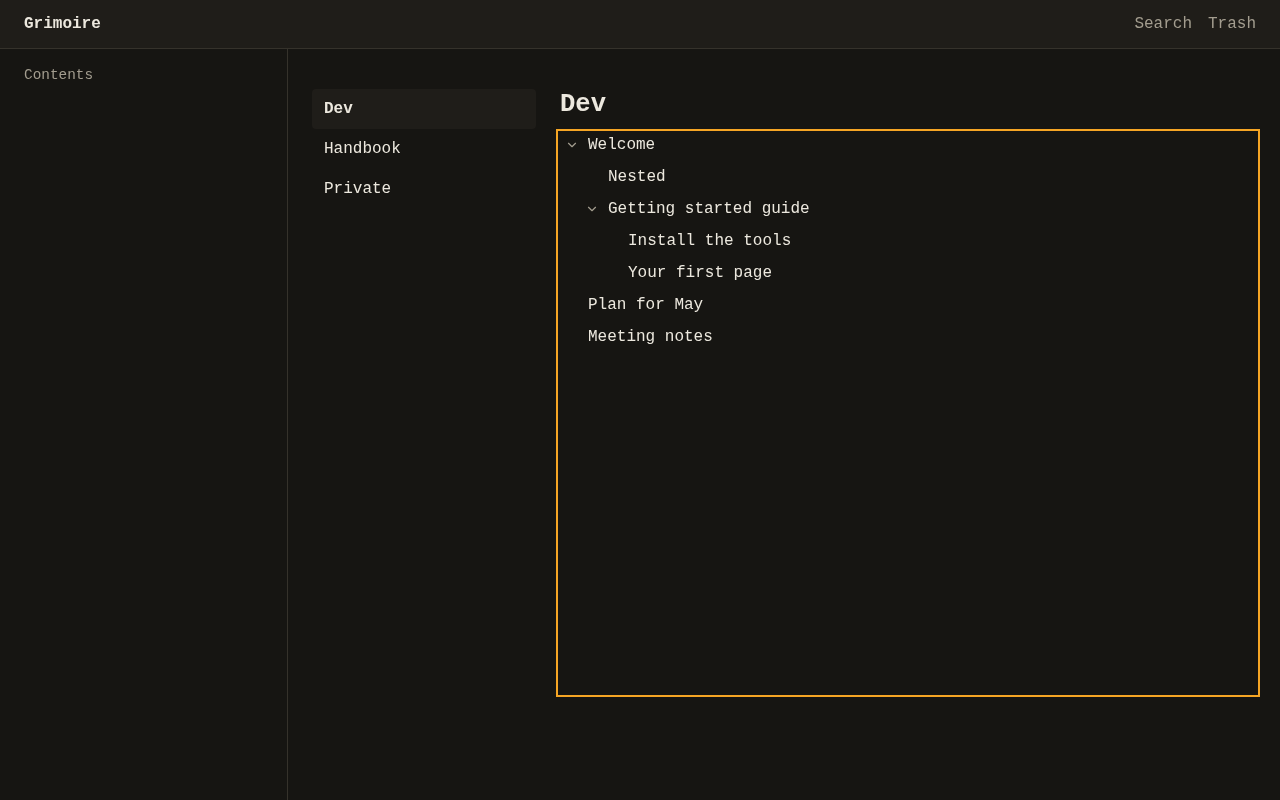 Grimoire
Search Trash
Contents
Dev
Handbook
Private
Dev
Welcome
Nested
Getting started guide
Install the tools
Your first page
Plan for May
Meeting notes